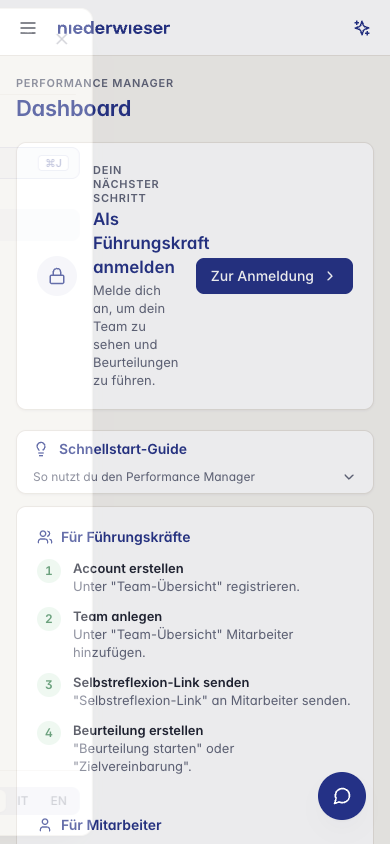 niederwieser
PERFORMANCE MANAGER
Dashboard
⌘J
DEIN
NÄCHSTER
SCHRITT
Als
Führungskraft
anmelden
Melde dich
an, um dein
Team zu
sehen und
Beurteilungen
zu führen.
Zur Anmeldung
Schnellstart-Guide
So nutzt du den Performance Manager
Für Führungskräfte
1
Account erstellen
Unter "Team-Übersicht" registrieren.
2
Team anlegen
Unter "Team-Übersicht" Mitarbeiter
hinzufügen.
3
Selbstreflexion-Link senden
"Selbstreflexion-Link" an Mitarbeiter senden.
4
Beurteilung erstellen
"Beurteilung starten" oder
"Zielvereinbarung".
IT EN
Für Mitarbeiter